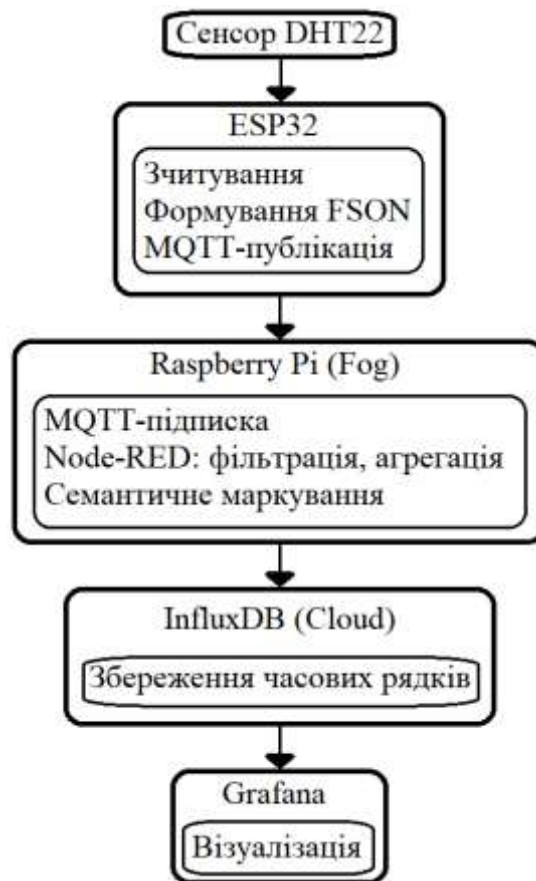 Сенсор DHT22
ESP32
Зчитування
Формування FSON
MQTT-публікація
Raspberry Pi (Fog)
MQTT-підписка
Node-RED: фільтрація, агрегація
Семантичне маркування
InfluxDB (Cloud)
Збереження часових рядків
Grafana
Візуалізація